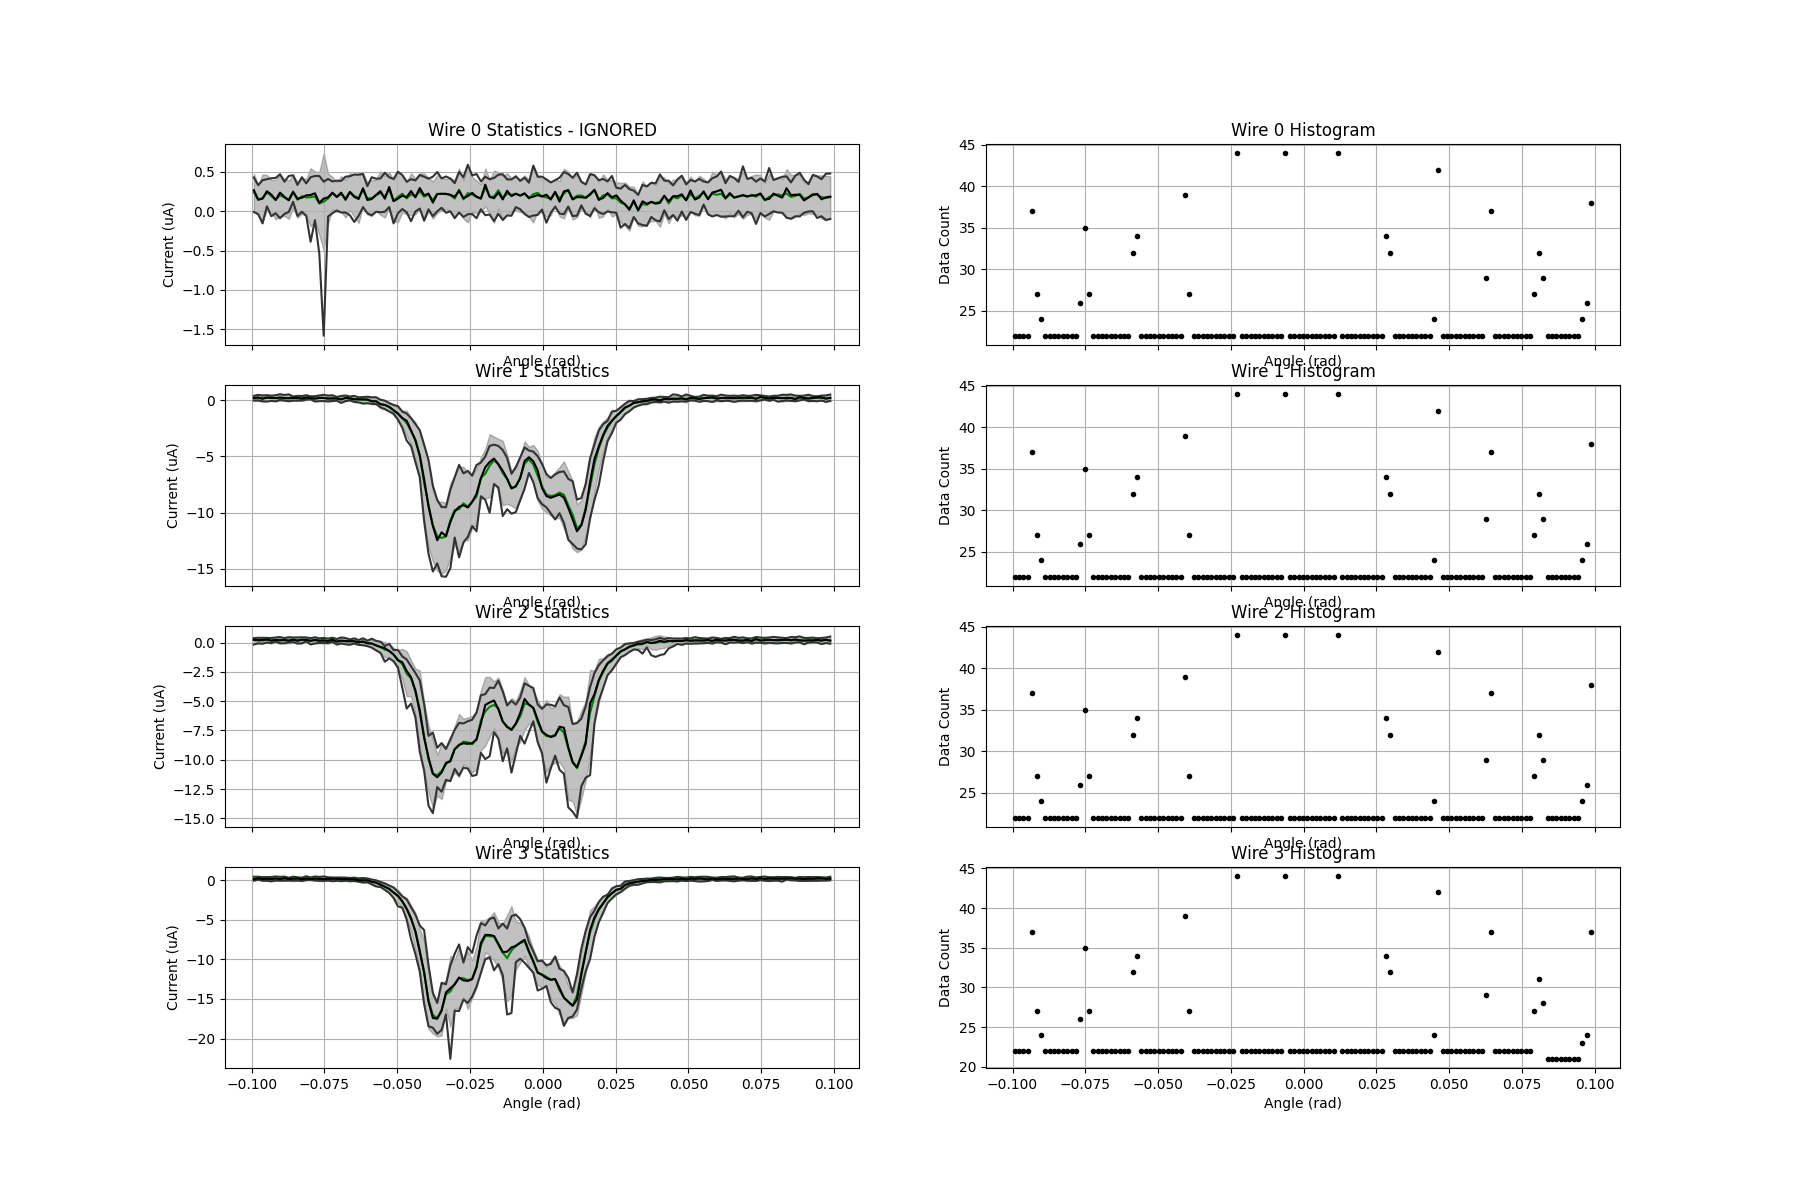 Wire 0 Statistics - IGNORED
Current (uA)
0.5
0.0
−0.5
−1.0
−1.5
Angle (rad)
Wire 0 Histogram
Data Count
45
40
35
30
25
Angle (rad)
Wire 1 Statistics
Current (uA)
0
−5
−10
−15
Angle (rad)
Wire 1 Histogram
Data Count
45
40
35
30
25
Angle (rad)
Wire 2 Statistics
Current (uA)
0.0
−2.5
−5.0
−7.5
−10.0
−12.5
−15.0
Angle (rad)
Wire 2 Histogram
Data Count
45
40
35
30
25
Angle (rad)
Wire 3 Statistics
Current (uA)
0
−5
−10
−15
−20
−0.100 −0.075 −0.050 −0.025 0.000 0.025 0.050 0.075 0.100
Angle (rad)
Wire 3 Histogram
Data Count
45
40
35
30
25
20
−0.100 −0.075 −0.050 −0.025 0.000 0.025 0.050 0.075 0.100
Angle (rad)